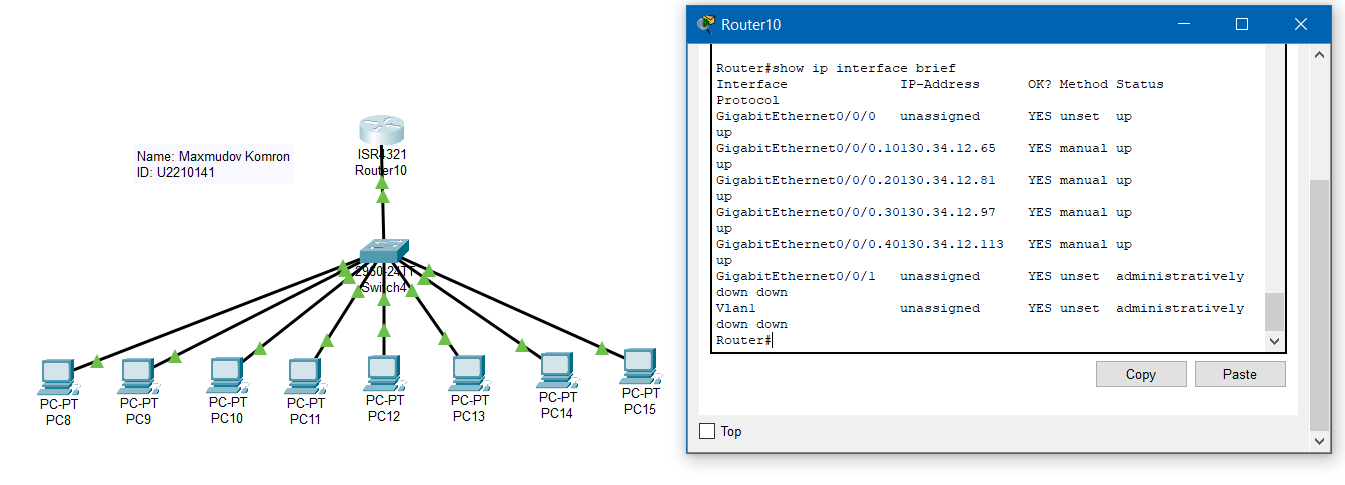 Name: Maxmudov Komron
ID: U2210141
ISR4321
Router10
2960-24TT
Switch4
PC-PT
PC8
PC-PT
PC9
PC-PT
PC10
PC-PT
PC11
PC-PT
PC12
PC-PT
PC13
PC-PT
PC14
PC-PT
PC15
Router10
Router#show ip interface brief
Interface IP-Address OK? Method Status
Protocol
GigabitEthernet0/0/0 unassigned YES unset up
up
GigabitEthernet0/0/0.10130.34.12.65 YES manual up
up
GigabitEthernet0/0/0.20130.34.12.81 YES manual up
up
GigabitEthernet0/0/0.30130.34.12.97 YES manual up
up
GigabitEthernet0/0/0.40130.34.12.113 YES manual up
up
GigabitEthernet0/0/1 unassigned YES unset administratively
down down
Vlan1 unassigned YES unset administratively
down down
Router#
Copy Paste
Top